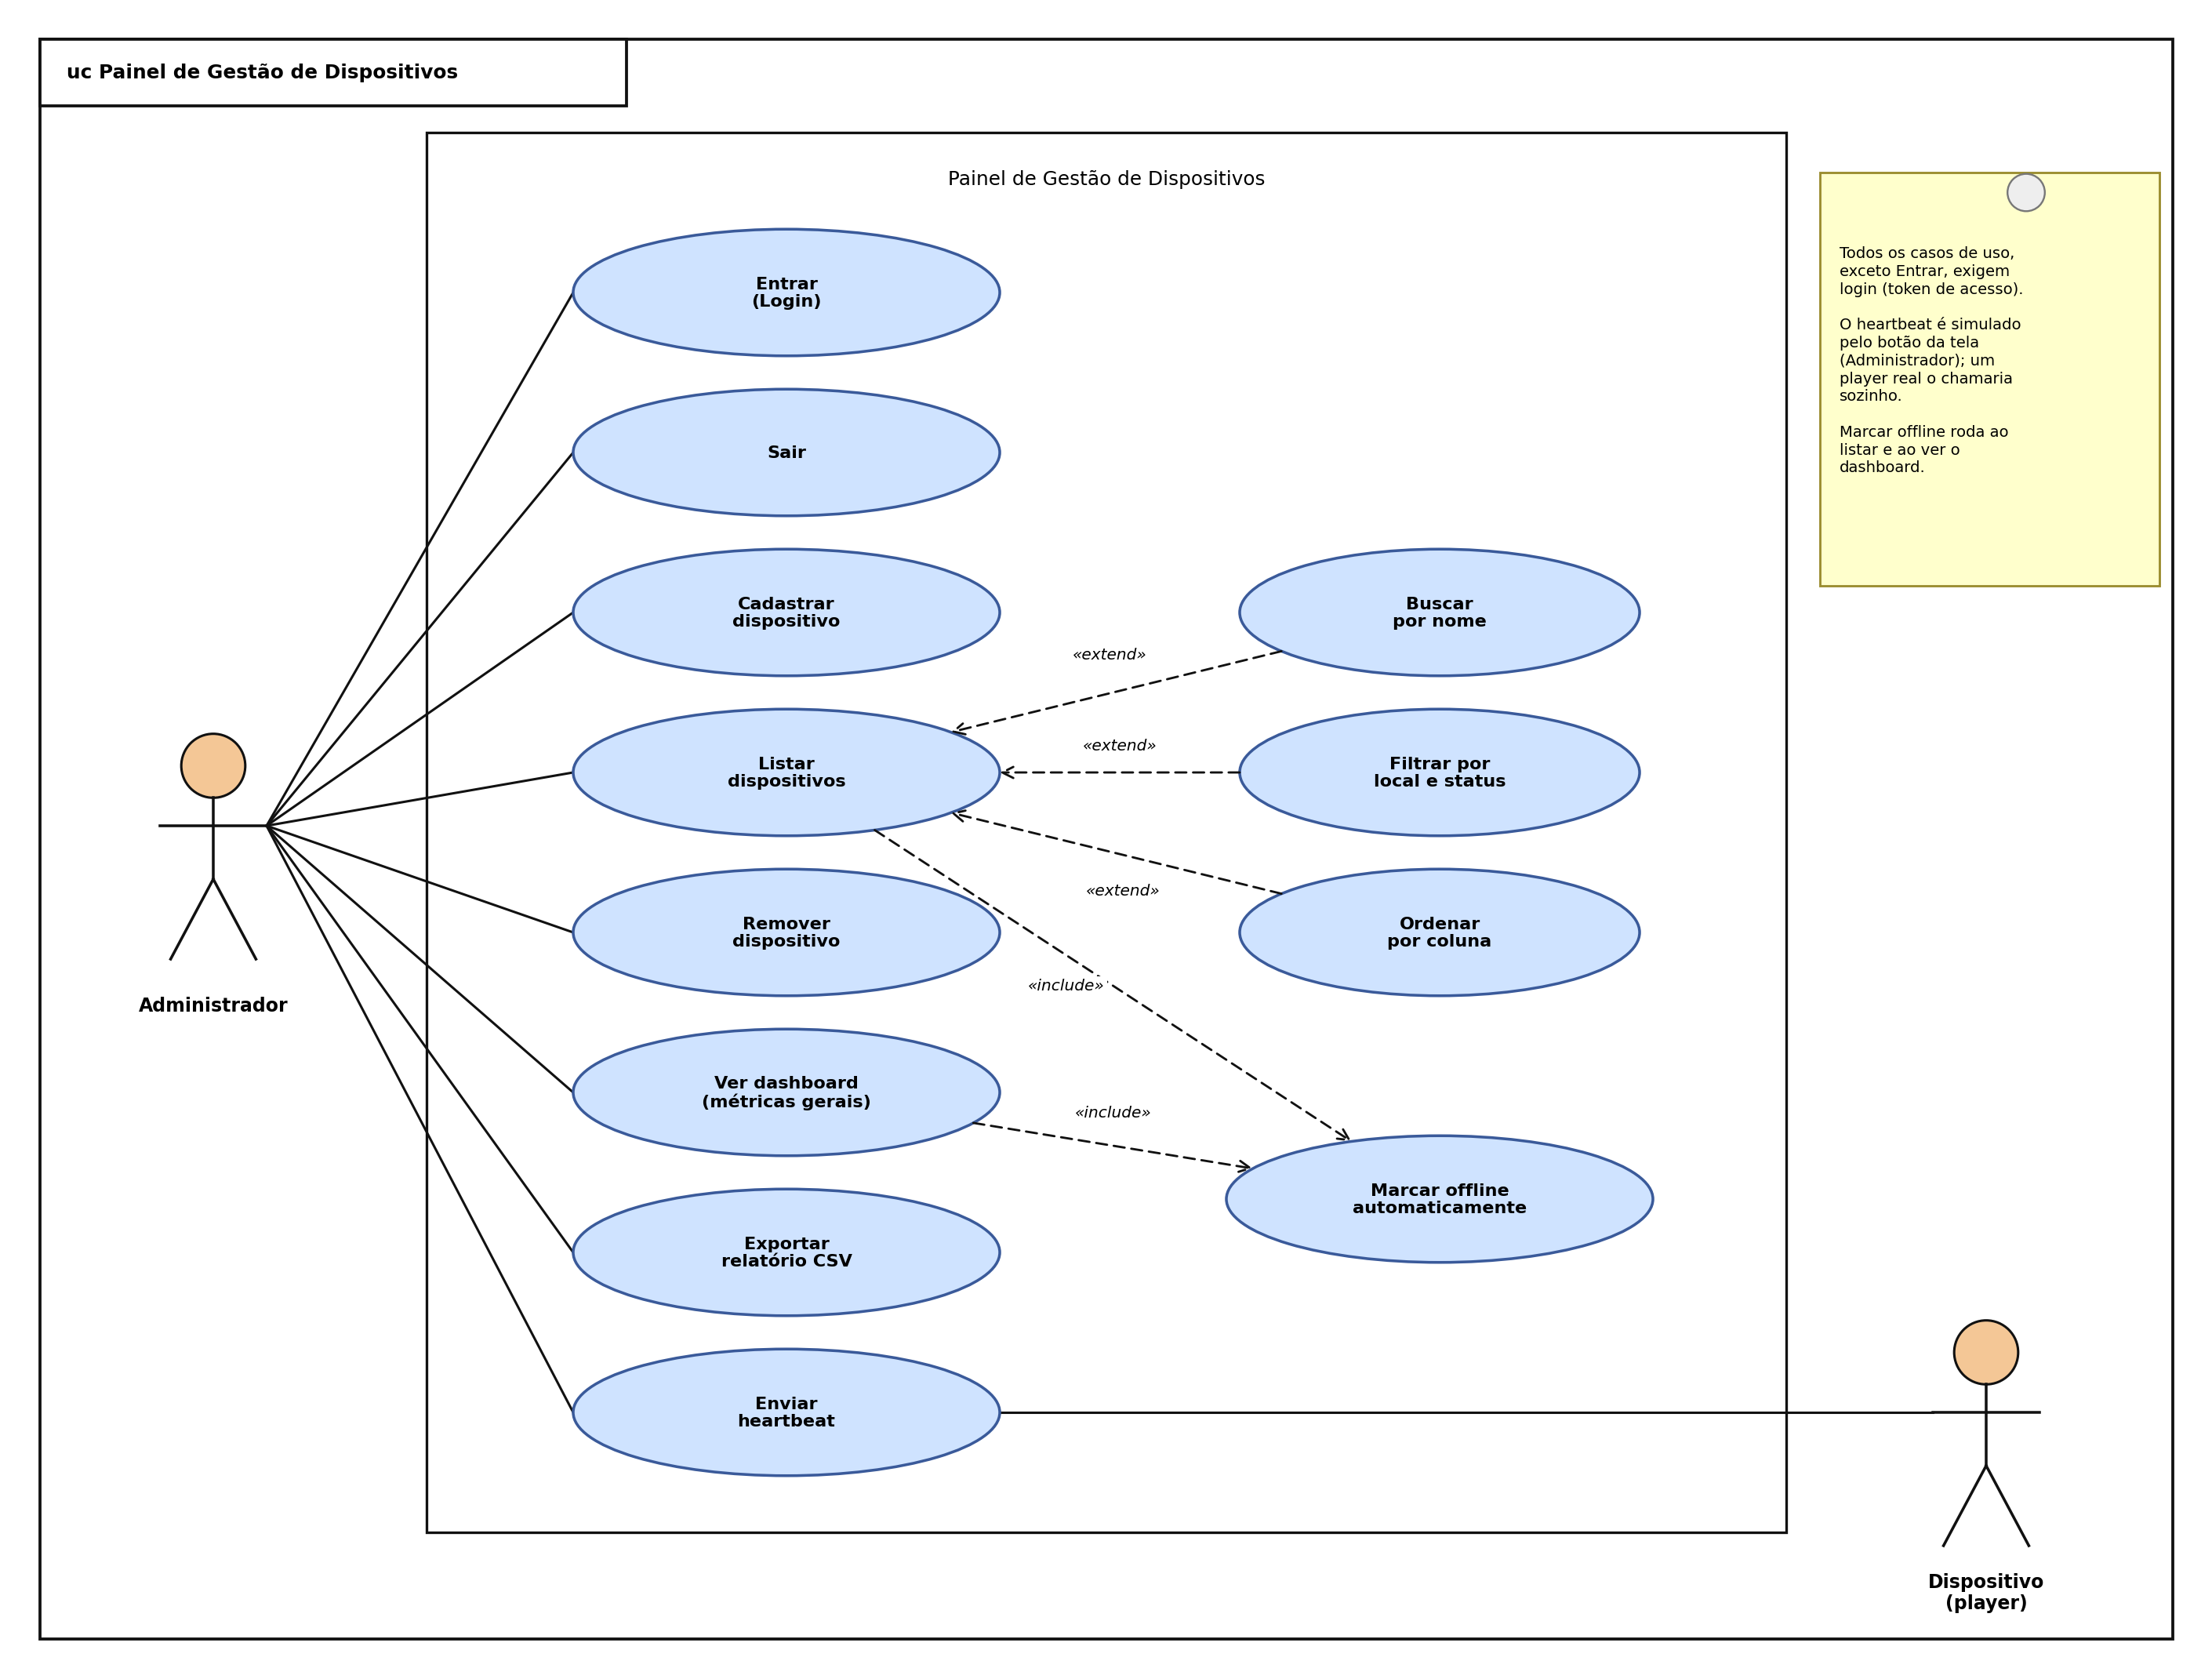 uc Painel de Gestão de Dispositivos
Painel de Gestão de Dispositivos
Todos os casos de uso,
exceto Entrar, exigem
login (token de acesso).
O heartbeat é simulado
pelo botão da tela
(Administrador); um
player real o chamaria
sozinho.
Marcar offline roda ao
listar e ao ver o
dashboard.
Entrar
(Login)
Sair
Cadastrar
dispositivo
Buscar
por nome
«extend»
Listar
dispositivos
«extend»
Filtrar por
local e status
«extend»
Remover
dispositivo
Ordenar
por coluna
Administrador
«include»
Ver dashboard
(métricas gerais)
«include»
Marcar offline
automaticamente
Exportar
relatório CSV
Enviar
heartbeat
Dispositivo
(player)